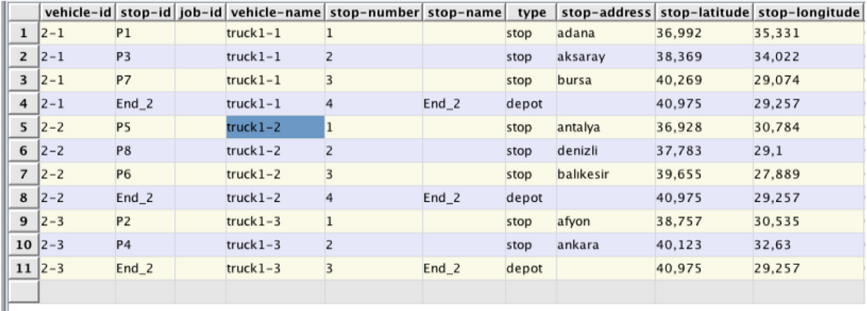 vehicle-id stop-id job-id vehicle-name stop-number stop-name type stop-address stop-latitude stop-longitude
1 2-1 P1 truck1-1 1 stop adana 36,992 35,331
2 2-1 P3 truck1-1 2 stop aksaray 38,369 34,022
3 2-1 P7 truck1-1 3 stop bursa 40,269 29,074
4 2-1 End_2 truck1-1 4 End_2 depot 40,975 29,257
5 2-2 P5 truck1-2 1 stop antalya 36,928 30,784
6 2-2 P8 truck1-2 2 stop denizli 37,783 29,1
7 2-2 P6 truck1-2 3 stop balıkesir 39,655 27,889
8 2-2 End_2 truck1-2 4 End_2 depot 40,975 29,257
9 2-3 P2 truck1-3 1 stop afyon 38,757 30,535
10 2-3 P4 truck1-3 2 stop ankara 40,123 32,63
11 2-3 End_2 truck1-3 3 End_2 depot 40,975 29,257